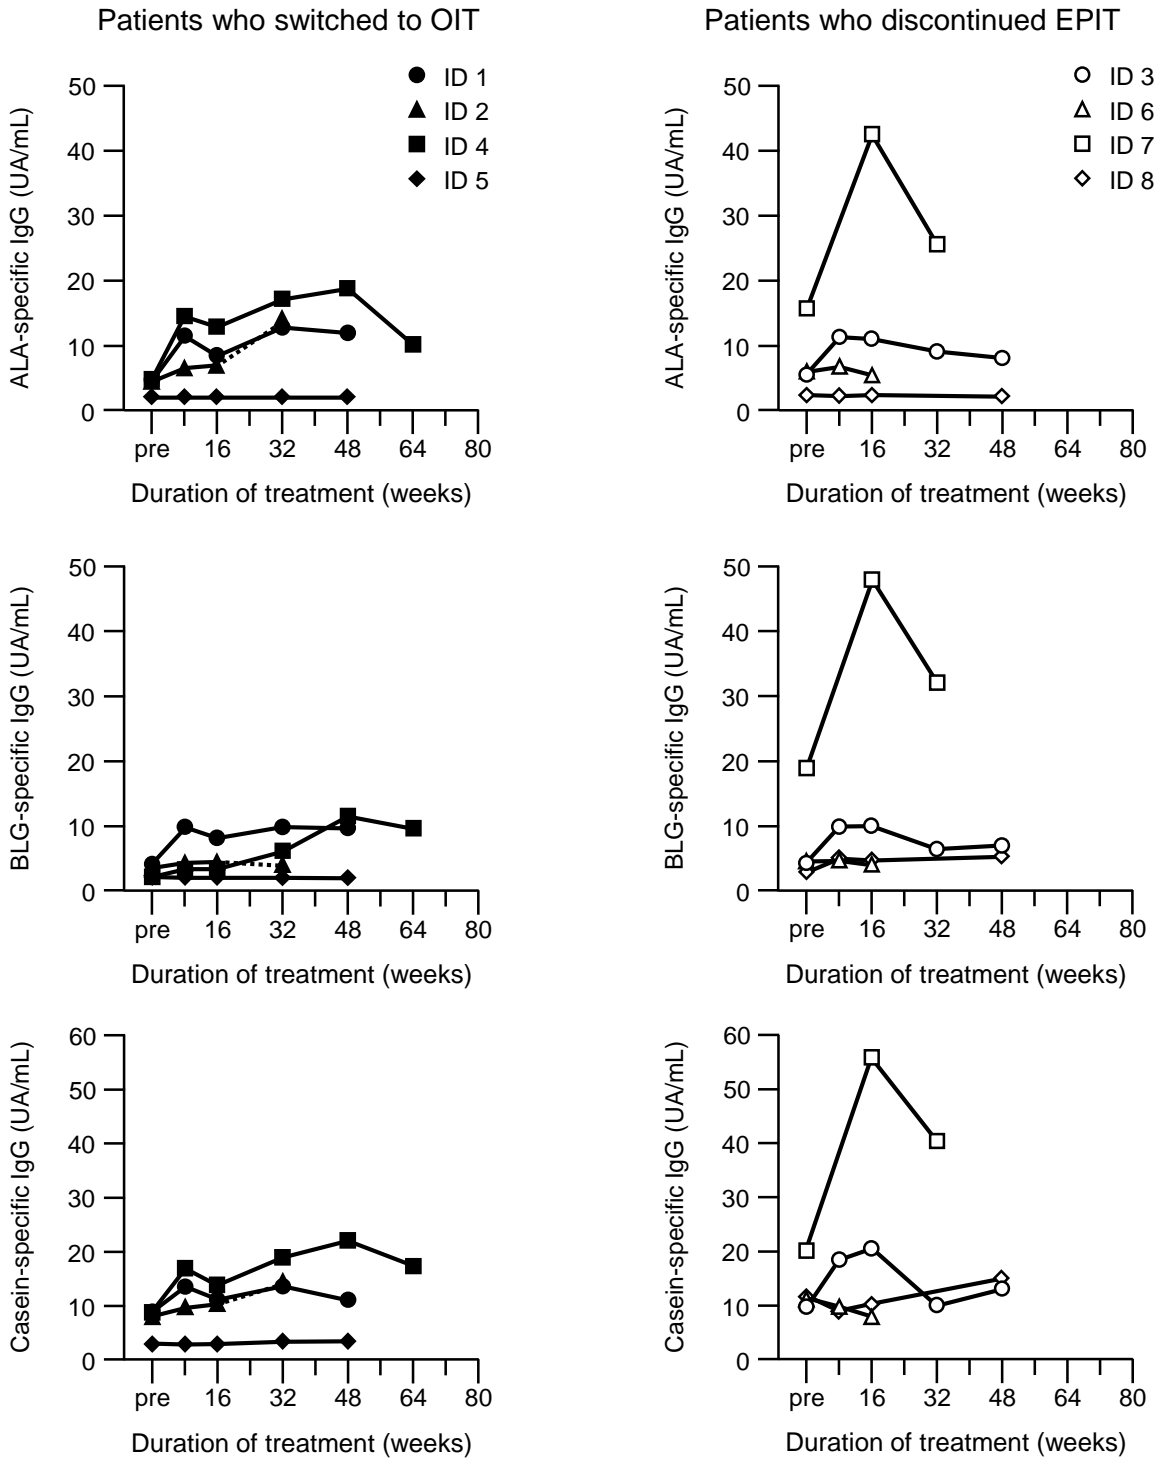 Patients who switched to OIT
Patients who discontinued EPIT
ALA-specific IgG (UA/mL)
50
40
30
20
10
0
ID 1
ID 2
ID 4
ID 5
pre 16 32 48 64 80
Duration of treatment (weeks)
ALA-specific IgG (UA/mL)
50
40
30
20
10
0
ID 3
ID 6
ID 7
ID 8
pre 16 32 48 64 80
Duration of treatment (weeks)
BLG-specific IgG (UA/mL)
50
40
30
20
10
0
pre 16 32 48 64 80
Duration of treatment (weeks)
BLG-specific IgG (UA/mL)
50
40
30
20
10
0
pre 16 32 48 64 80
Duration of treatment (weeks)
Casein-specific IgG (UA/mL)
60
50
40
30
20
10
0
pre 16 32 48 64 80
Duration of treatment (weeks)
Casein-specific IgG (UA/mL)
60
50
40
30
20
10
0
pre 16 32 48 64 80
Duration of treatment (weeks)